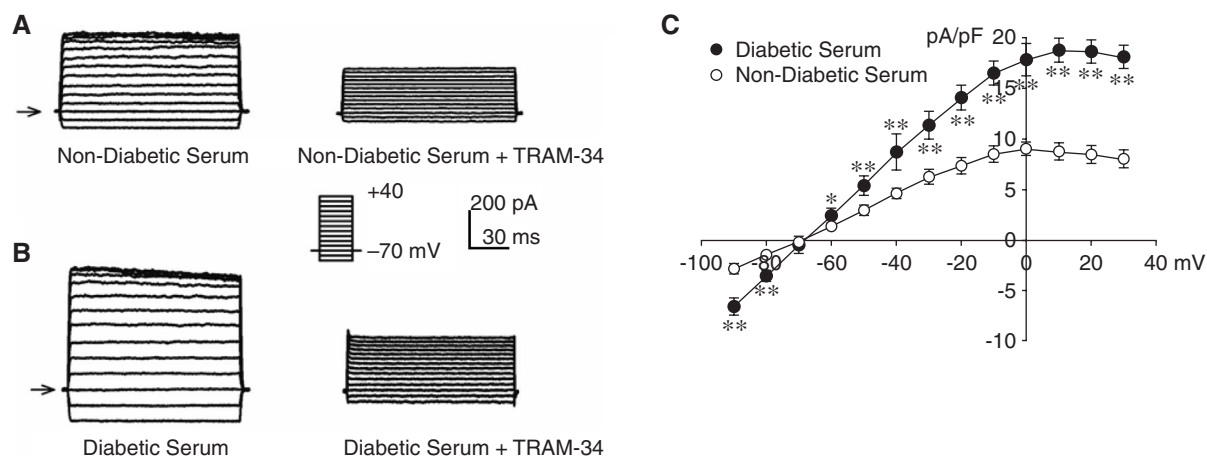 A
Non-Diabetic Serum
Non-Diabetic Serum + TRAM-34
+40
–70 mV
200 pA
30 ms
B
Diabetic Serum
Diabetic Serum + TRAM-34
C
pA/pF
Diabetic Serum
Non-Diabetic Serum
20
15
10
5
0
-5
-10
-100
-80
-60
-40
-20
0
20
40 mV
**
**
*
**
**
**
**
**
**
**
**
**